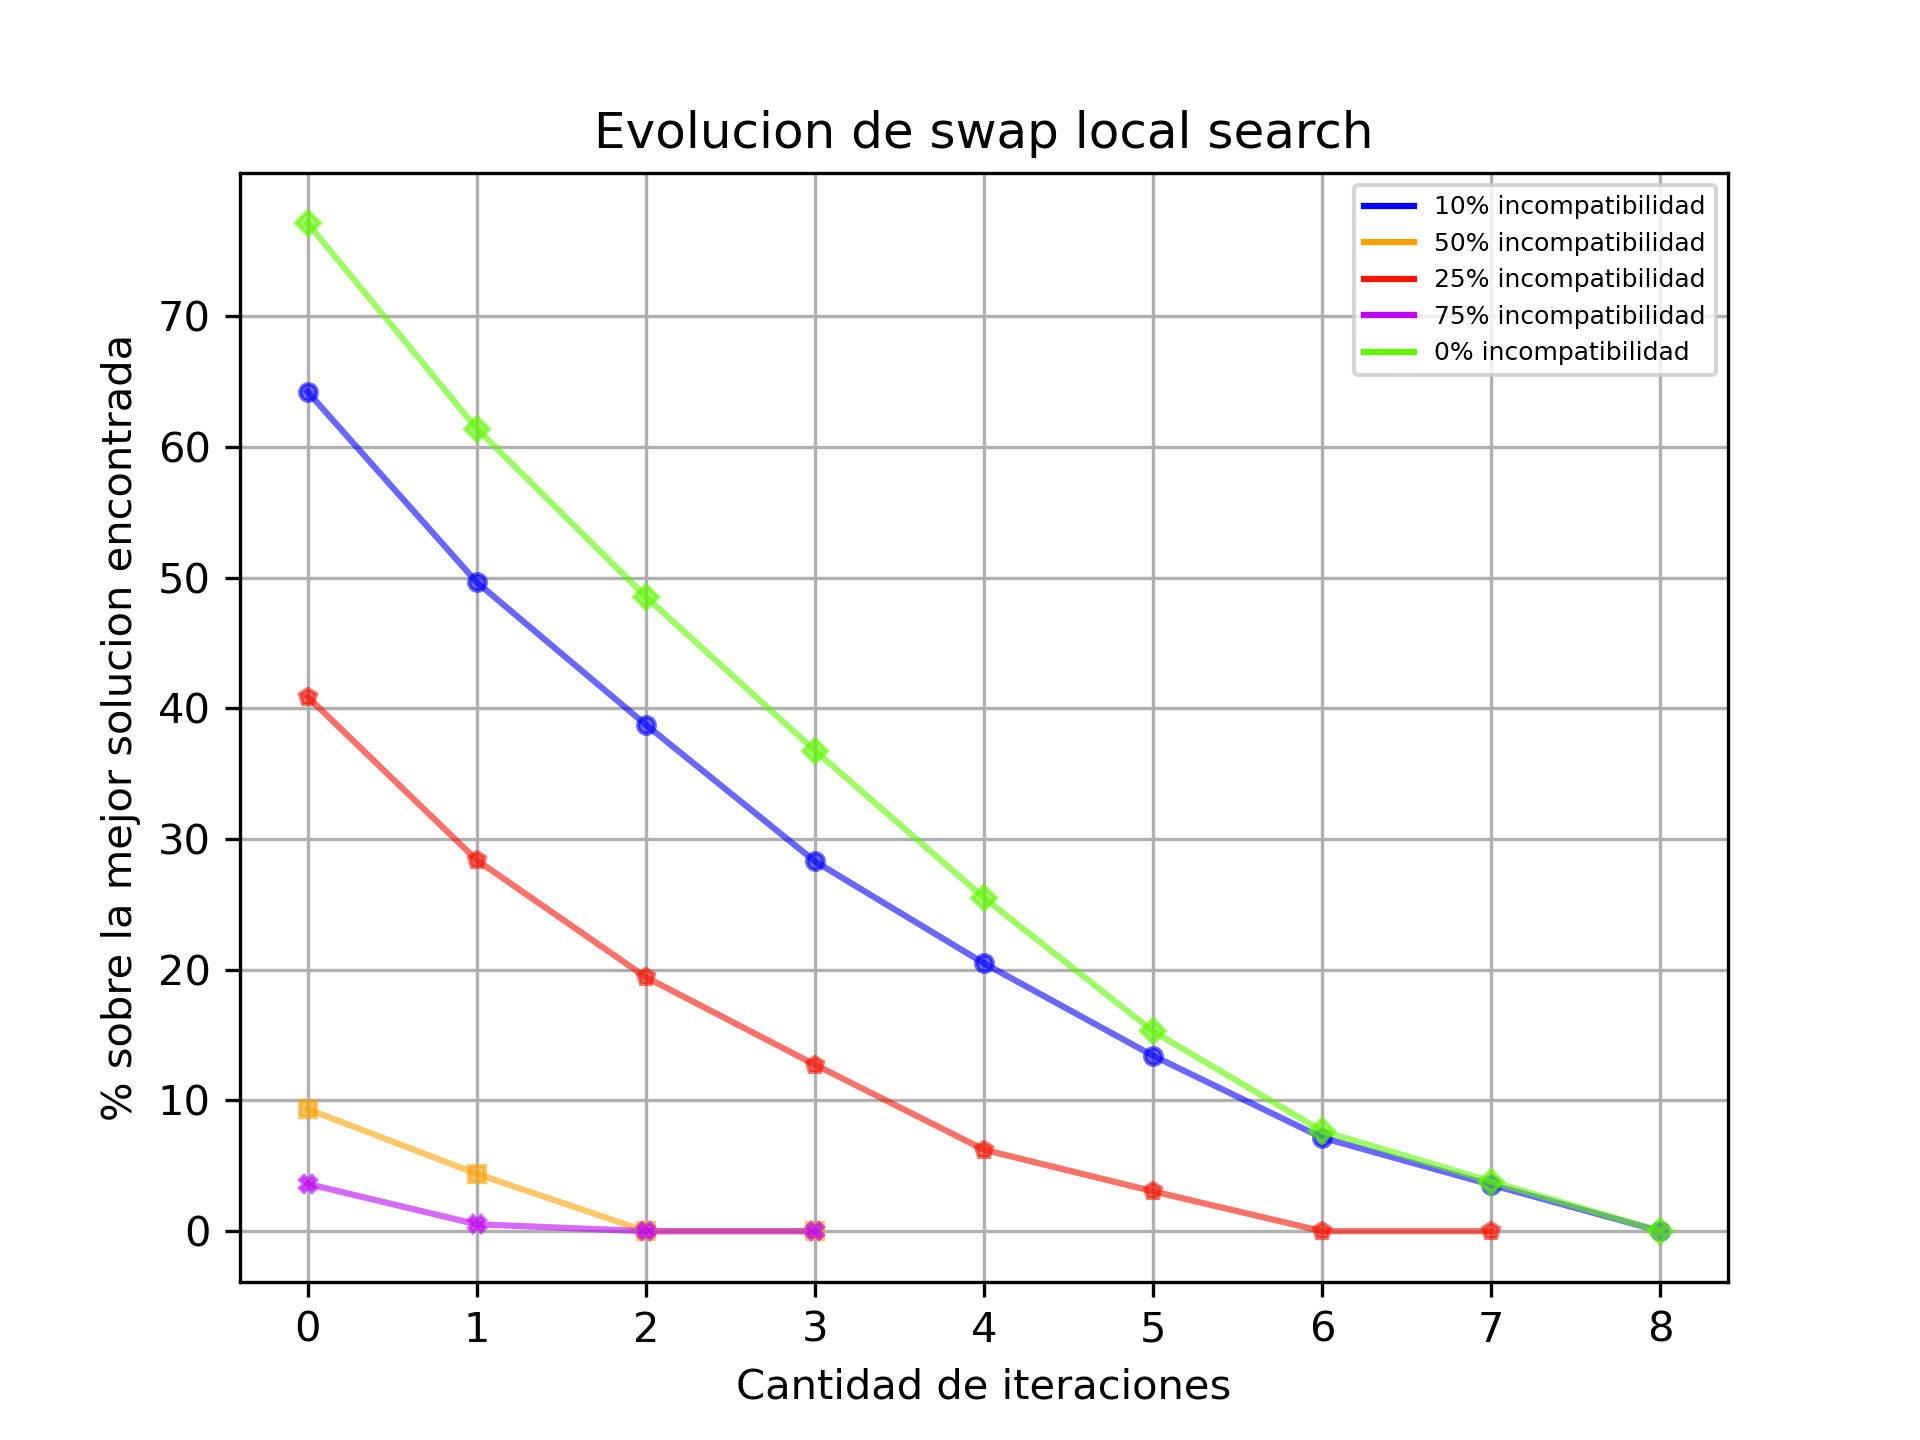 Evolucion de swap local search
10% incompatibilidad
50% incompatibilidad
25% incompatibilidad
75% incompatibilidad
0% incompatibilidad
% sobre la mejor solucion encontrada
70
60
50
40
30
20
10
0
0 1 2 3 4 5 6 7 8
Cantidad de iteraciones